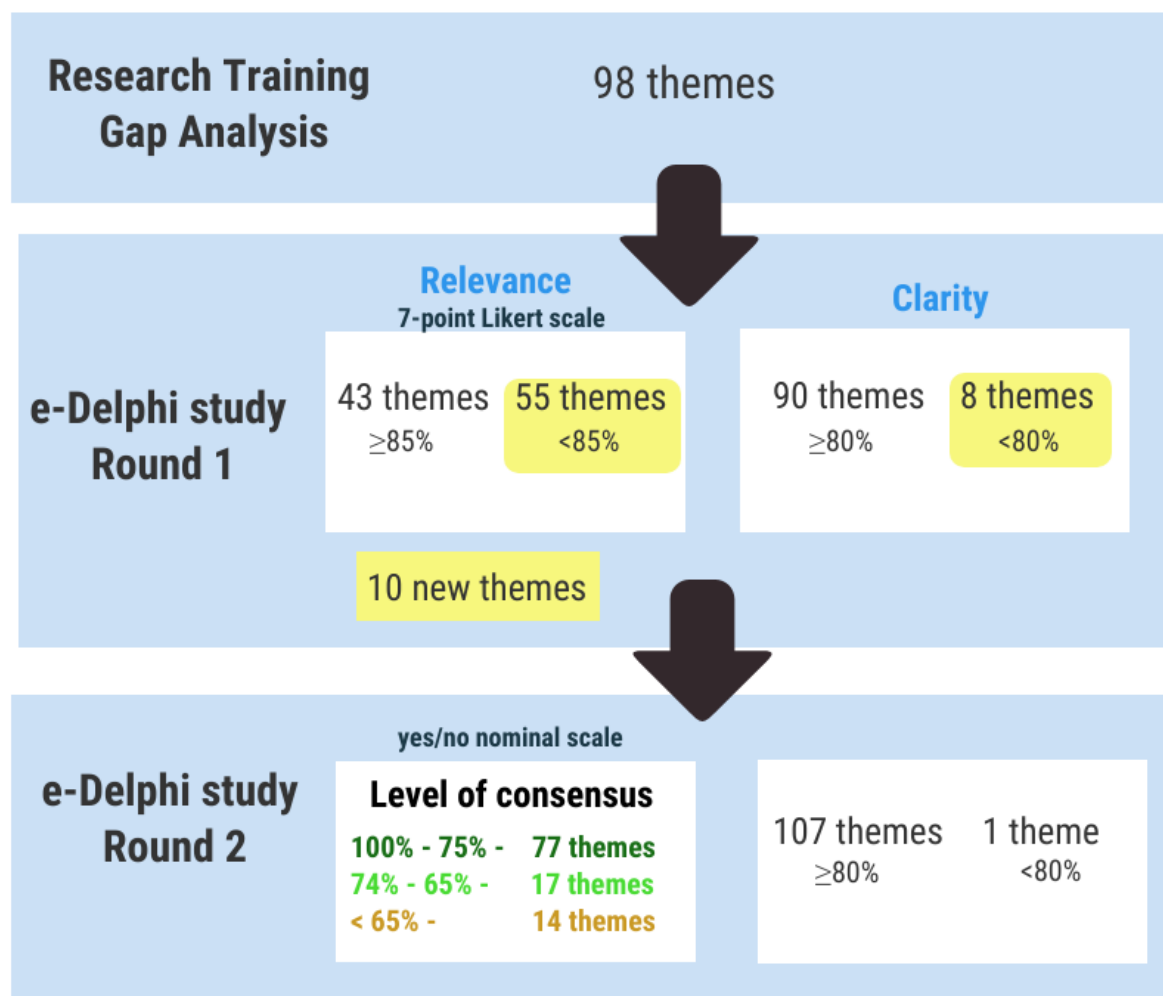 Research Training
Gap Analysis
98 themes
e-Delphi study
Round 1
Relevance
7-point Likert scale
43 themes
≥85%
55 themes
<85%
Clarity
90 themes
≥80%
8 themes
<80%
10 new themes
e-Delphi study
Round 2
yes/no nominal scale
Level of consensus
100% - 75% - 77 themes
74% - 65% - 17 themes
< 65% - 14 themes
107 themes
≥80%
1 theme
<80%